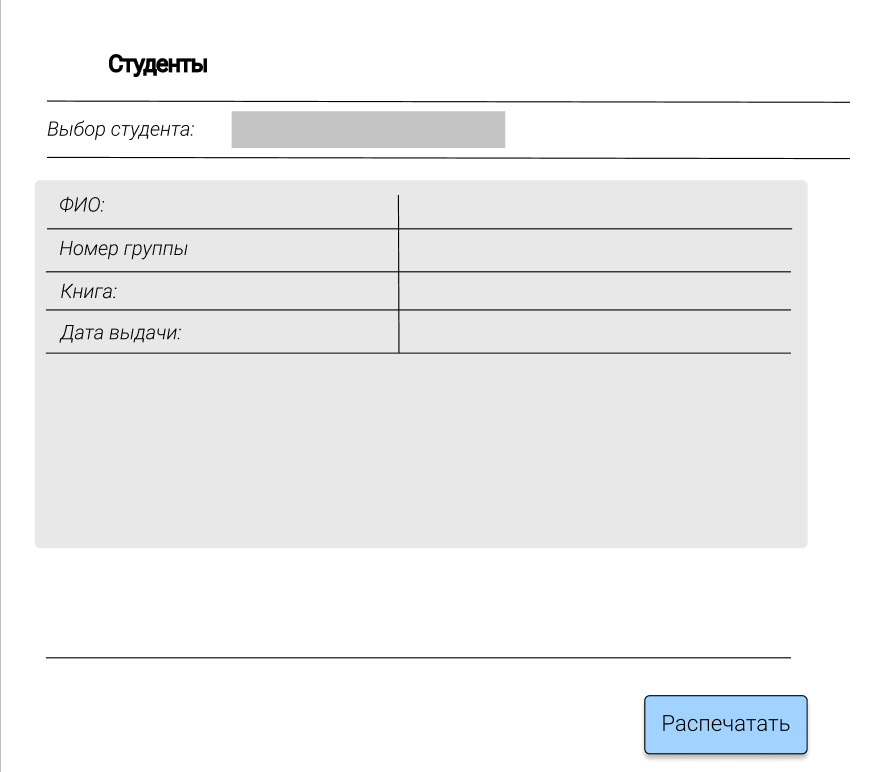 Студенты
Выбор студента:
ФИО:
Номер группы
Книга:
Дата выдачи:
Распечатать